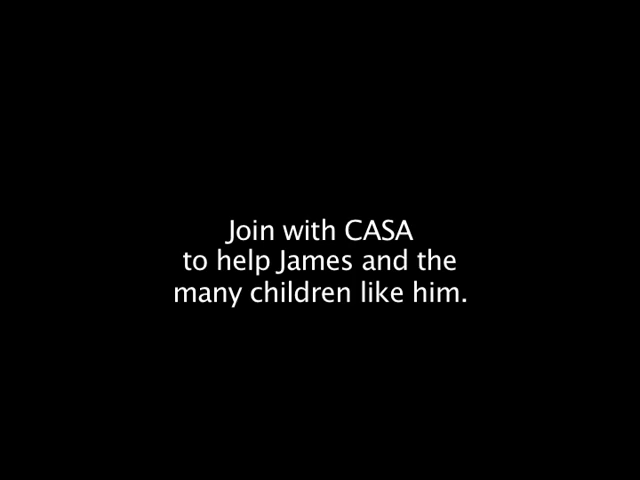 Join with CASA
to help James and the
many children like him.